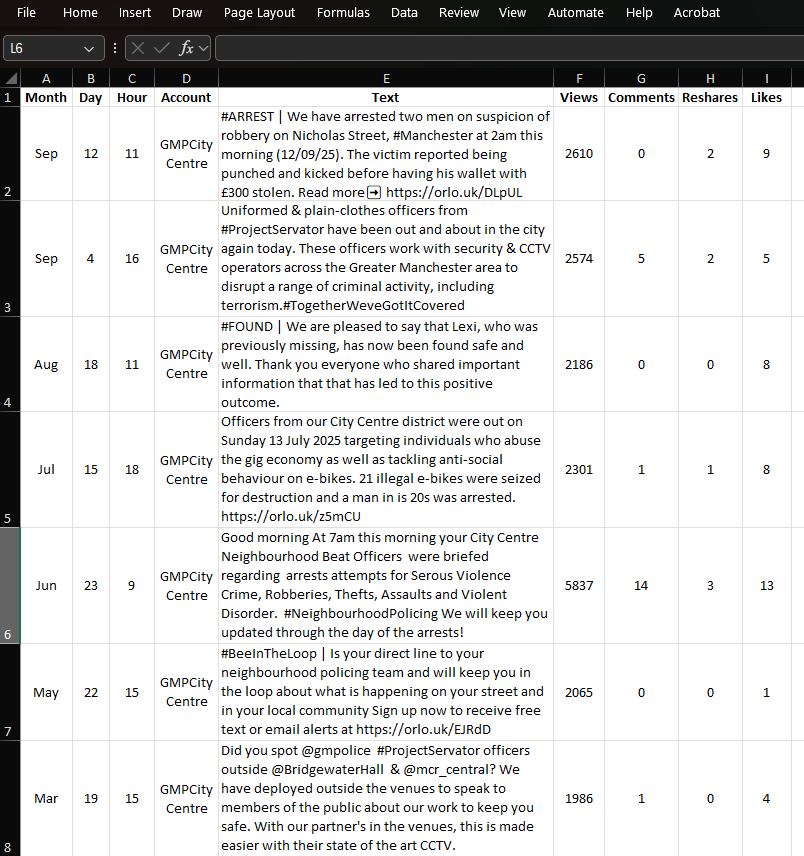 File Home Insert Draw Page Layout Formulas Data Review View Automate Help Acrobat
L6 fx
A B C D E F G H I
1 Month Day Hour Account Text Views Comments Reshares Likes
#ARREST | We have arrested two men on suspicion of
robbery on Nicholas Street, #Manchester at 2am this
morning (12/09/25). The victim reported being
punched and kicked before having his wallet with
£300 stolen. Read more➡ https://orlo.uk/DLpUL
2 Sep 12 11 GMPCity Centre 2610 0 2 9
Uniformed & plain-clothes officers from
#ProjectServator have been out and about in the city
again today. These officers work with security & CCTV
operators across the Greater Manchester area to
disrupt a range of criminal activity, including
terrorism.#TogetherWeveGotItCovered
3 Sep 4 16 GMPCity Centre 2574 5 2 5
#FOUND | We are pleased to say that Lexi, who was
previously missing, has now been found safe and
well. Thank you everyone who shared important
information that that has led to this positive
outcome.
4 Aug 18 11 GMPCity Centre 2186 0 0 8
Officers from our City Centre district were out on
Sunday 13 July 2025 targeting individuals who abuse
the gig economy as well as tackling anti-social
behaviour on e-bikes. 21 illegal e-bikes were seized
for destruction and a man in is 20s was arrested.
https://orlo.uk/z5mCU
5 Jul 15 18 GMPCity Centre 2301 1 1 8
Good morning At 7am this morning your City Centre
Neighbourhood Beat Officers  were briefed
regarding  arrests attempts for Serous Violence
Crime, Robberies, Thefts, Assaults and Violent
Disorder.  #NeighbourhoodPolicing We will keep you
updated through the day of the arrests!
6 Jun 23 9 GMPCity Centre 5837 14 3 13
#BeeInTheLoop | Is your direct line to your
neighbourhood policing team and will keep you in
the loop about what is happening on your street and
in your local community Sign up now to receive free
text or email alerts at https://orlo.uk/EJRdD
7 May 22 15 GMPCity Centre 2065 0 0 1
Did you spot @gmpolice  #ProjectServator officers
outside @BridgewaterHall  & @mcr_central? We
have deployed outside the venues to speak to
members of the public about our work to keep you
safe. With our partner's in the venues, this is made
easier with their state of the art CCTV.
8 Mar 19 15 GMPCity Centre 1986 1 0 4